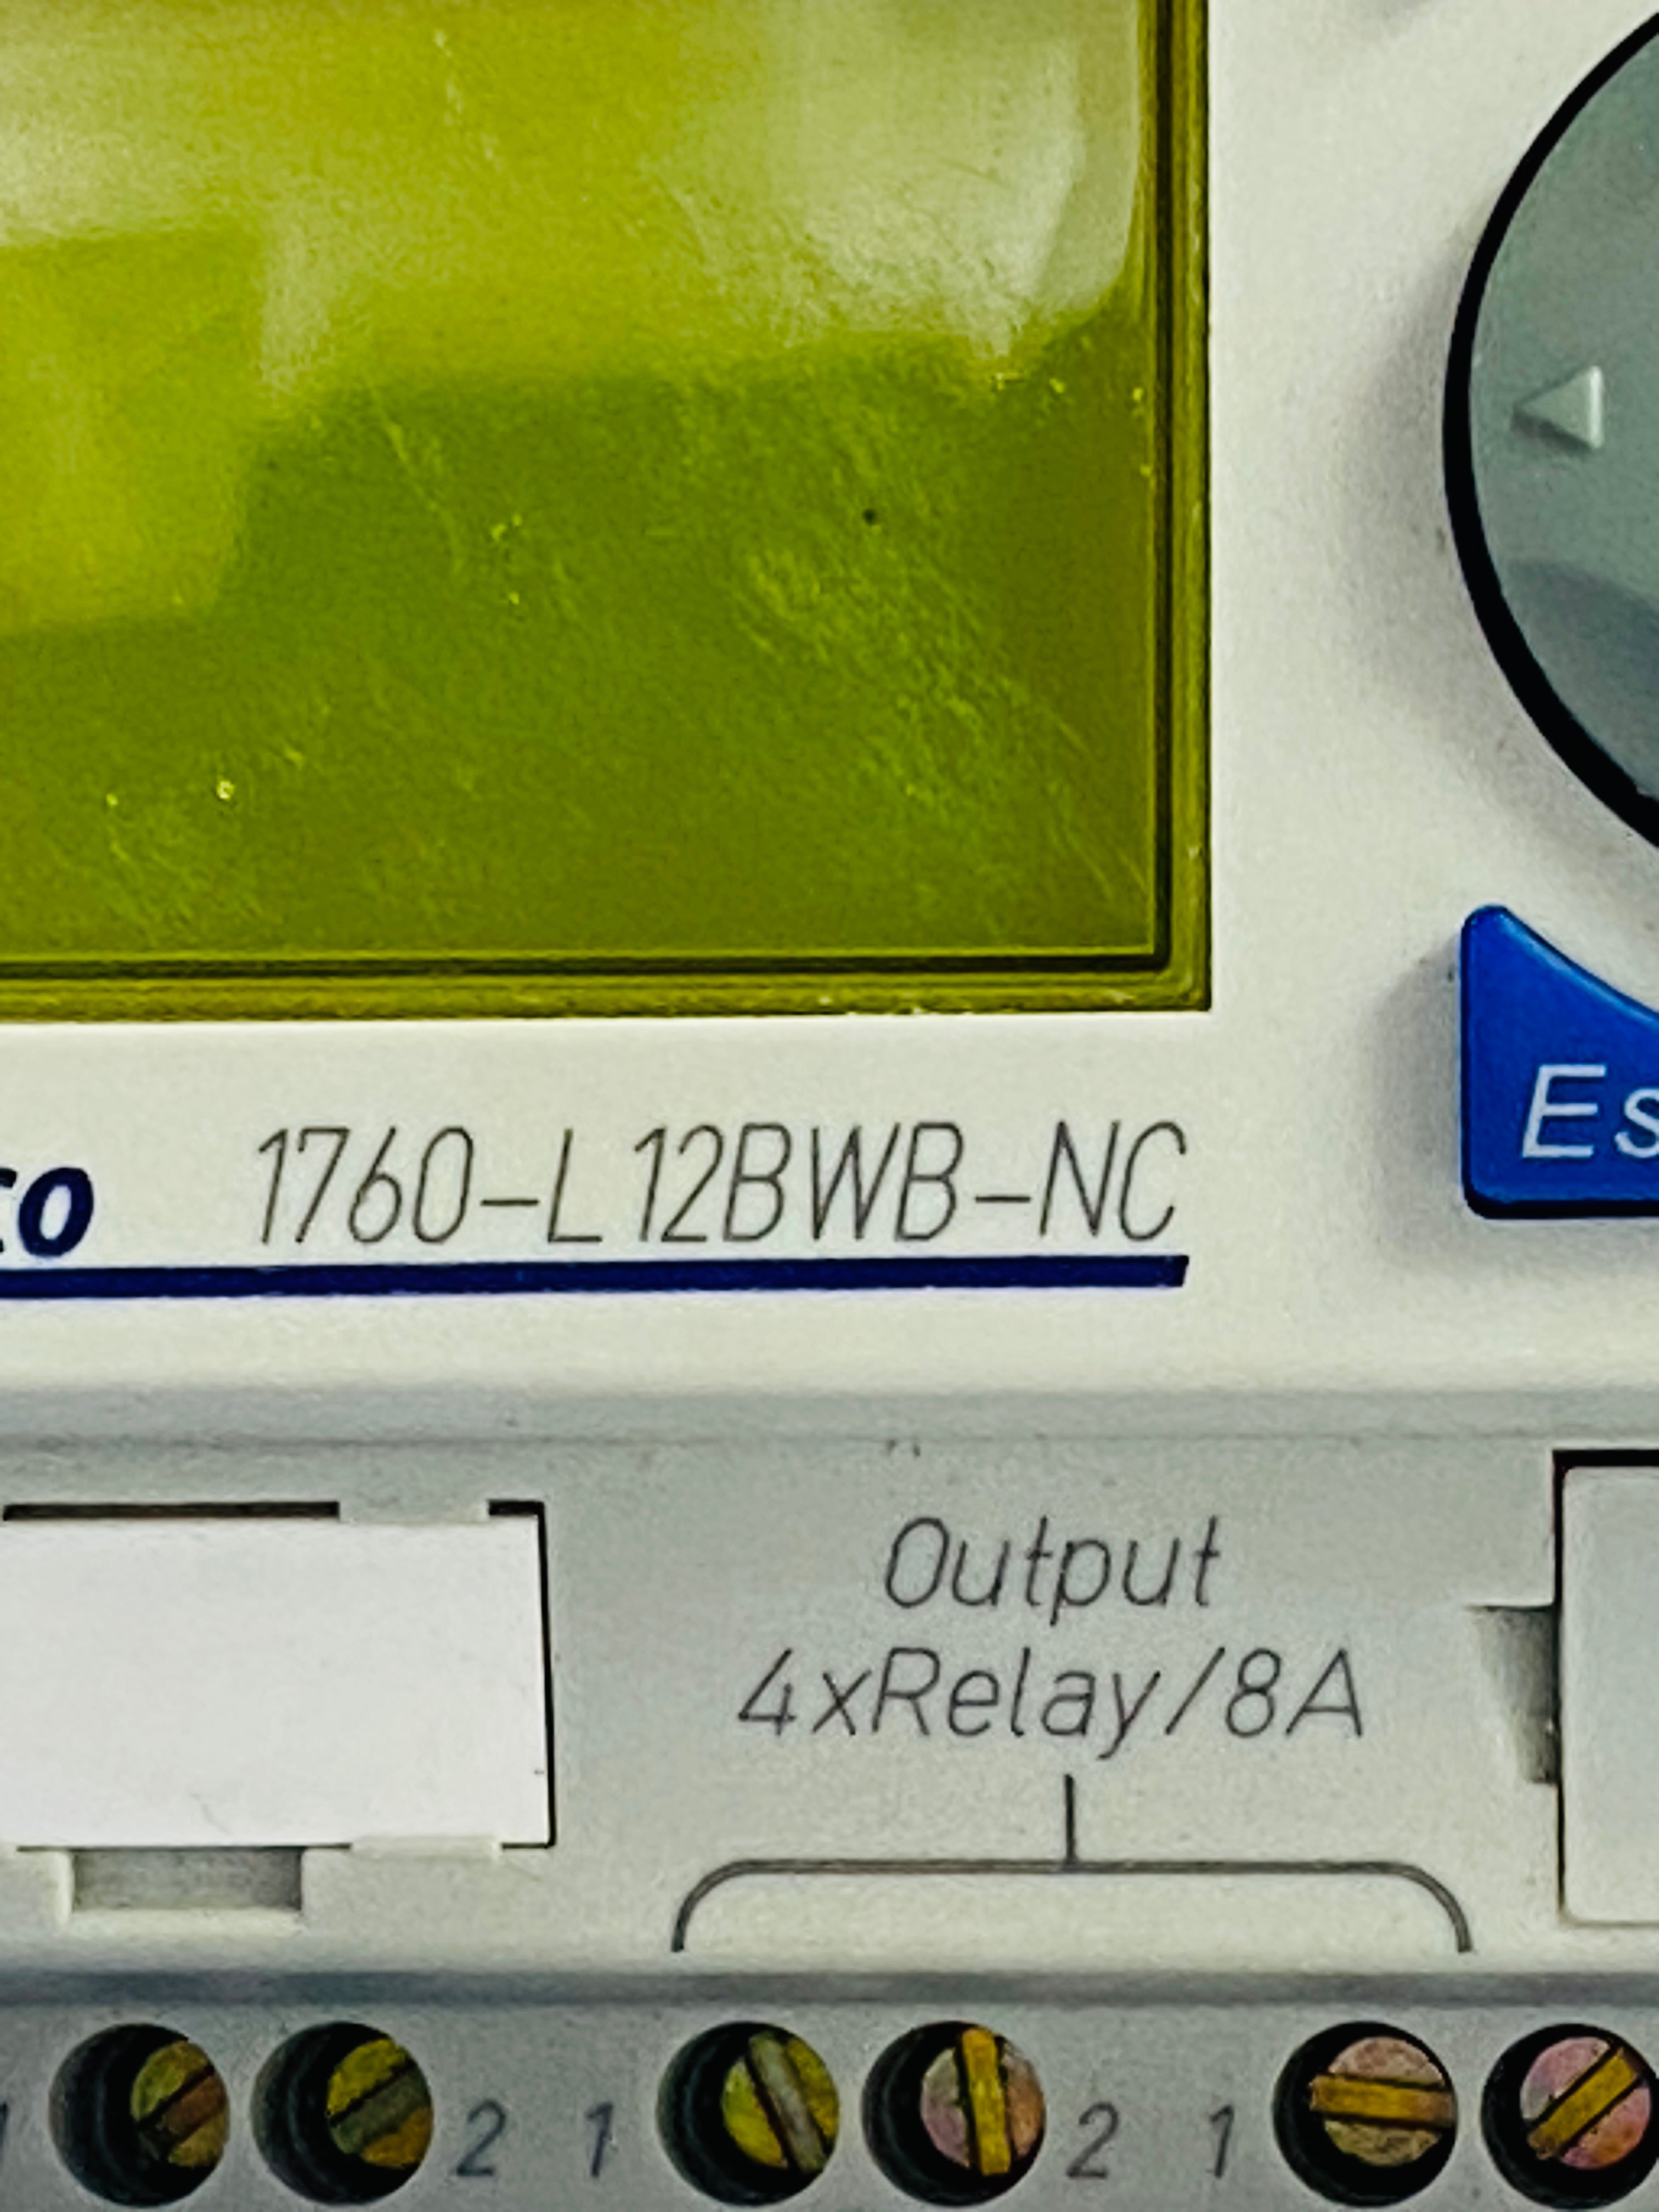 co 1760-L12BWB-NC
Es
Output
4xRelay/8A
1 2 1 2 1